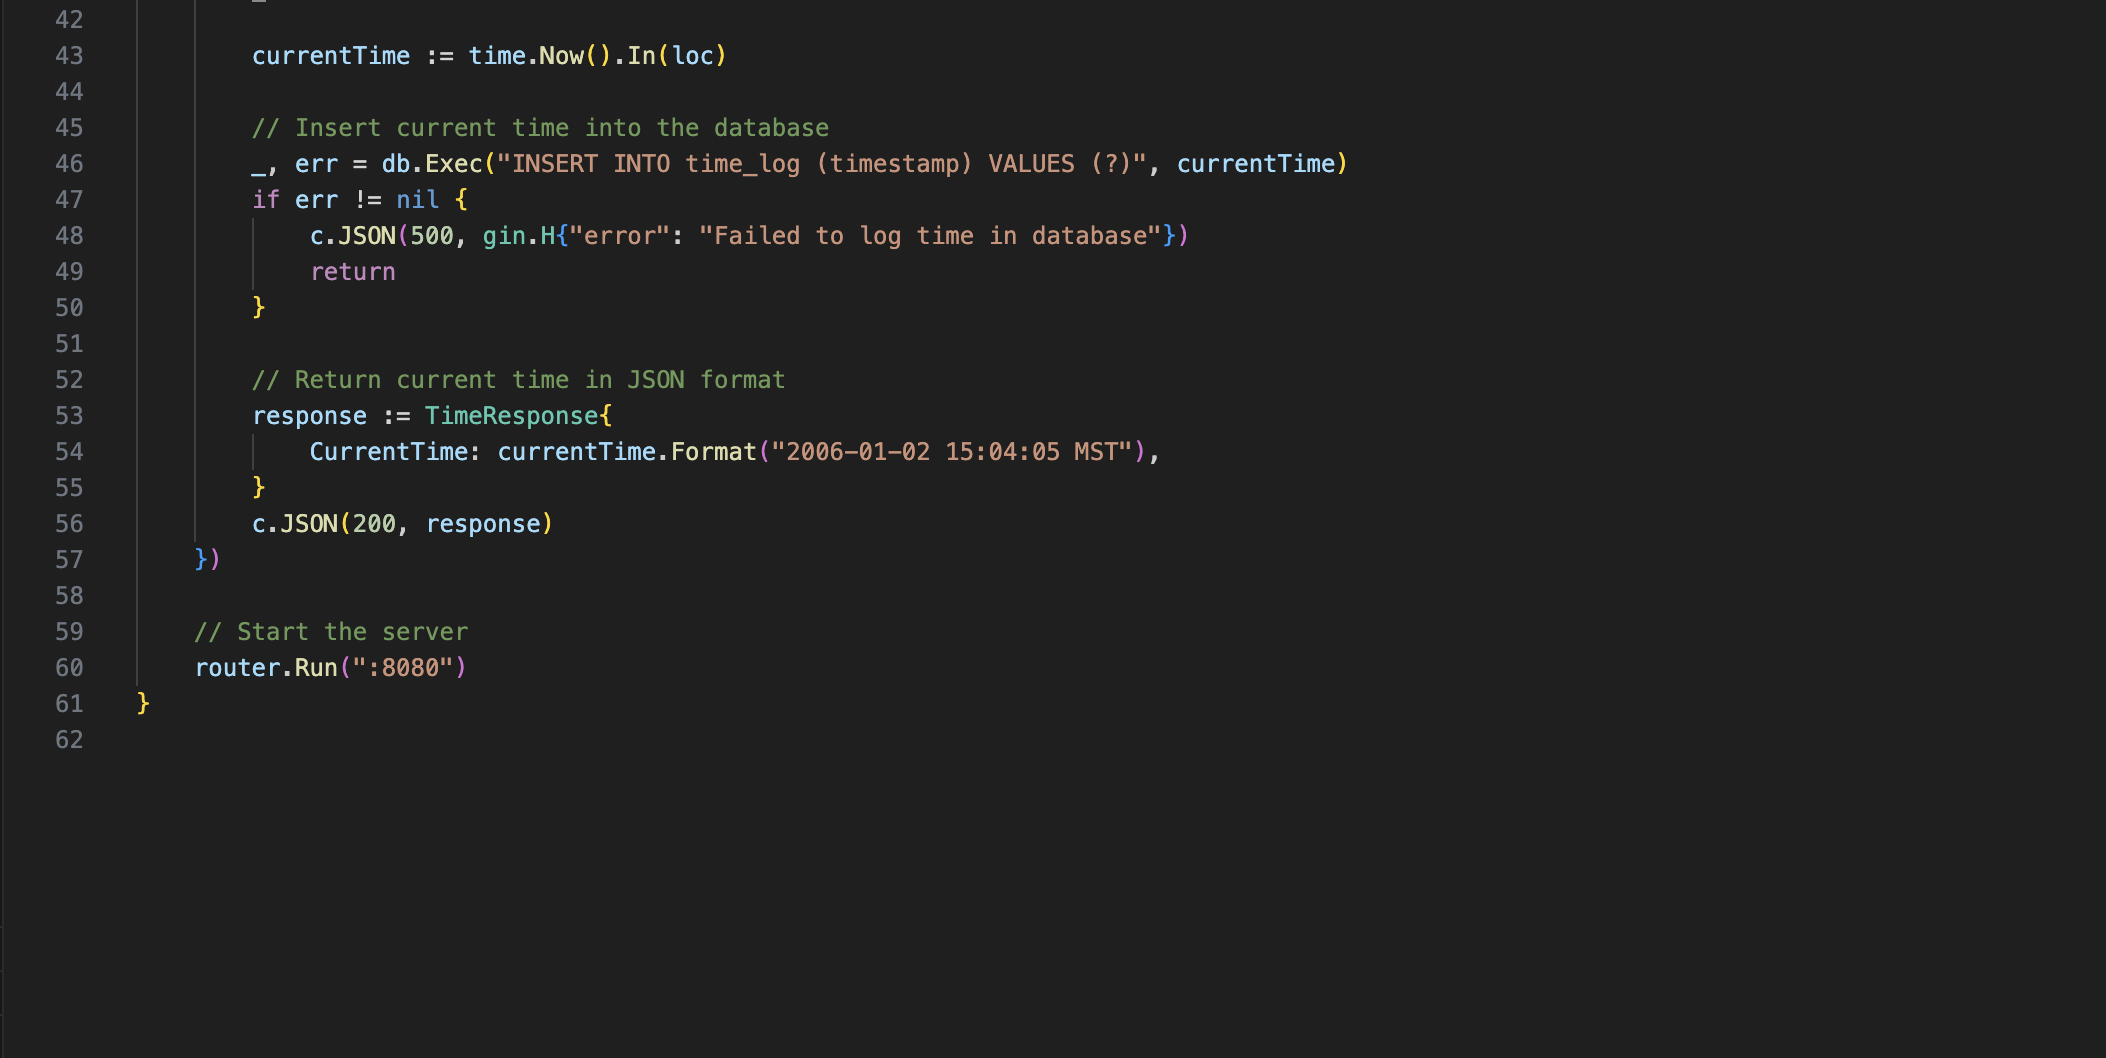 42
43 currentTime := time.Now().In(loc)
44
45 // Insert current time into the database
46 _, err = db.Exec("INSERT INTO time_log (timestamp) VALUES (?)", currentTime)
47 if err != nil {
48 c.JSON(500, gin.H{"error": "Failed to log time in database"})
49 return
50 }
51
52 // Return current time in JSON format
53 response := TimeResponse{
54 CurrentTime: currentTime.Format("2006-01-02 15:04:05 MST"),
55 }
56 c.JSON(200, response)
57 })
58
59 // Start the server
60 router.Run(":8080")
61 }
62